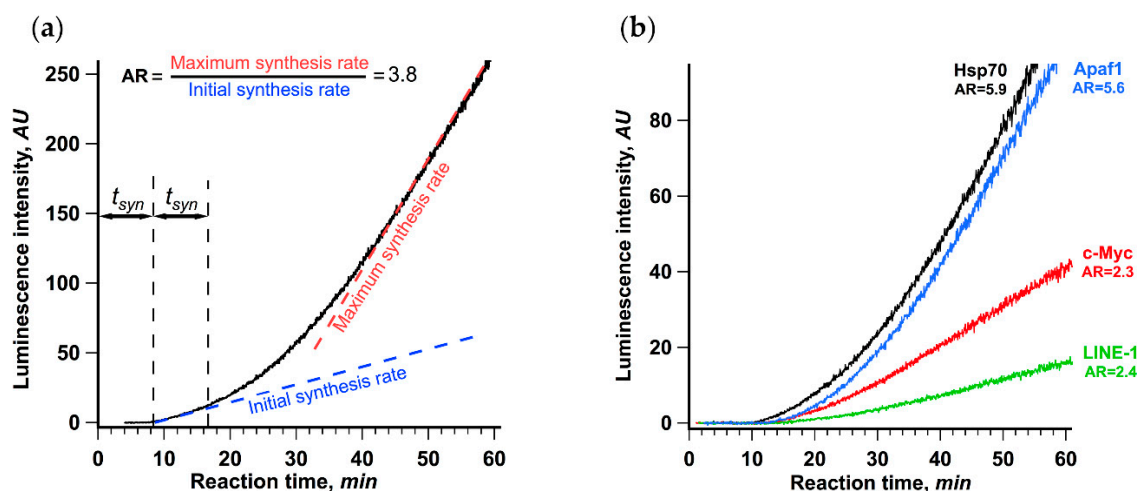 (a)
AR = Maximum synthesis rate / Initial synthesis rate = 3.8
250
200
150
100
50
0
Luminescence intensity, AU
t_syn t_syn
Maximum synthesis rate
Initial synthesis rate
0 10 20 30 40 50 60
Reaction time, min
(b)
Hsp70
AR=5.9
Apaf1
AR=5.6
c-Myc
AR=2.3
LINE-1
AR=2.4
80
60
40
20
0
Luminescence intensity, AU
0 10 20 30 40 50 60
Reaction time, min